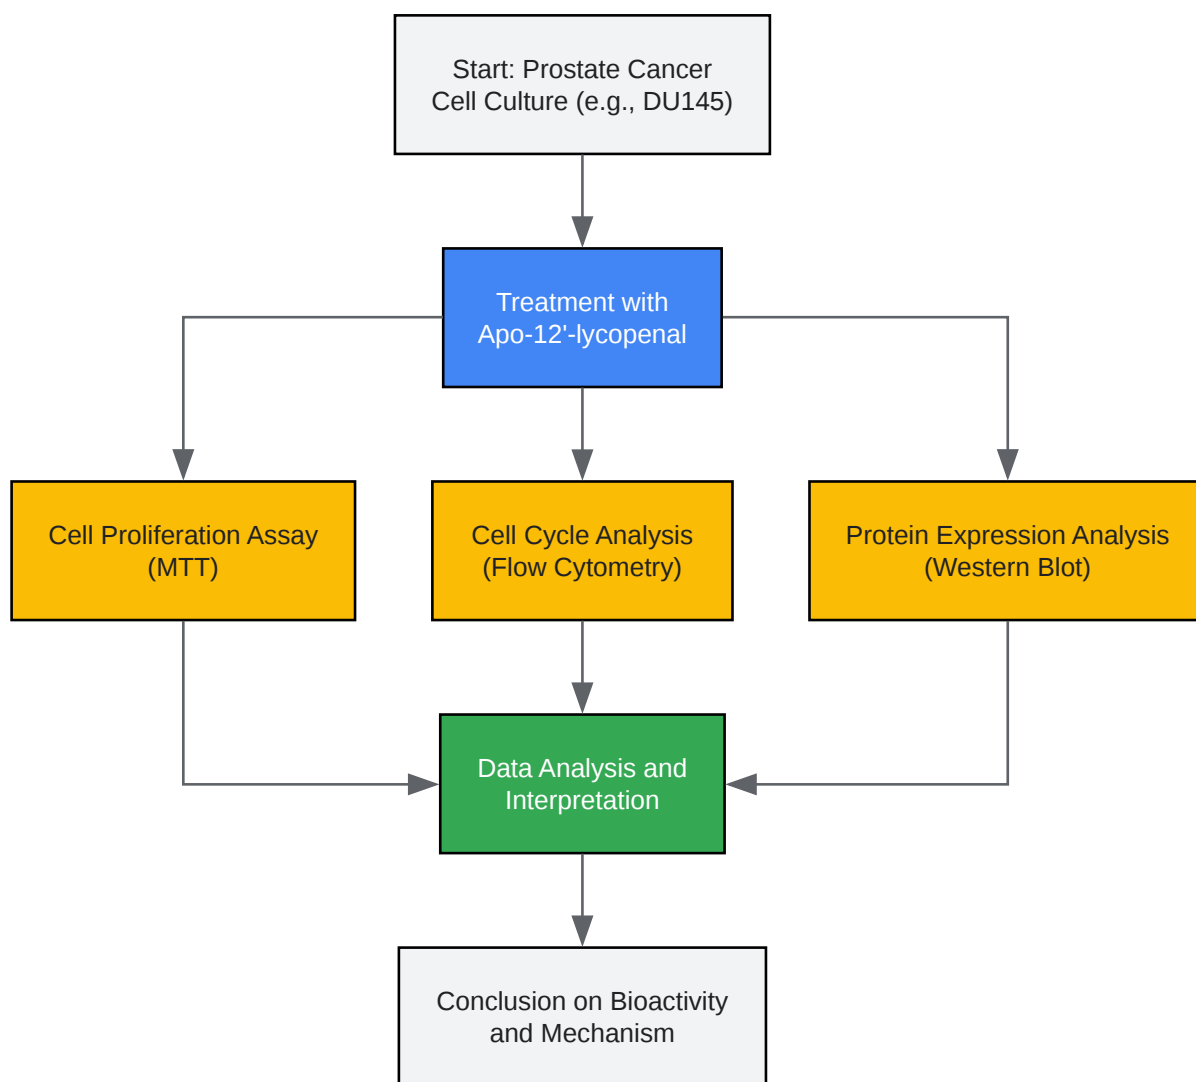 Start: Prostate Cancer
Cell Culture (e.g., DU145)
Treatment with
Apo-12'-lycopenal
Cell Proliferation Assay
(MTT)
Cell Cycle Analysis
(Flow Cytometry)
Protein Expression Analysis
(Western Blot)
Data Analysis and
Interpretation
Conclusion on Bioactivity
and Mechanism